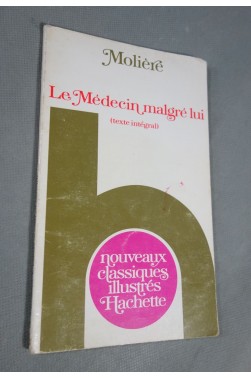 Molière
Le Médecin malgré lui
(texte intégral)
nouveaux
classiques
illustrés
Hachette